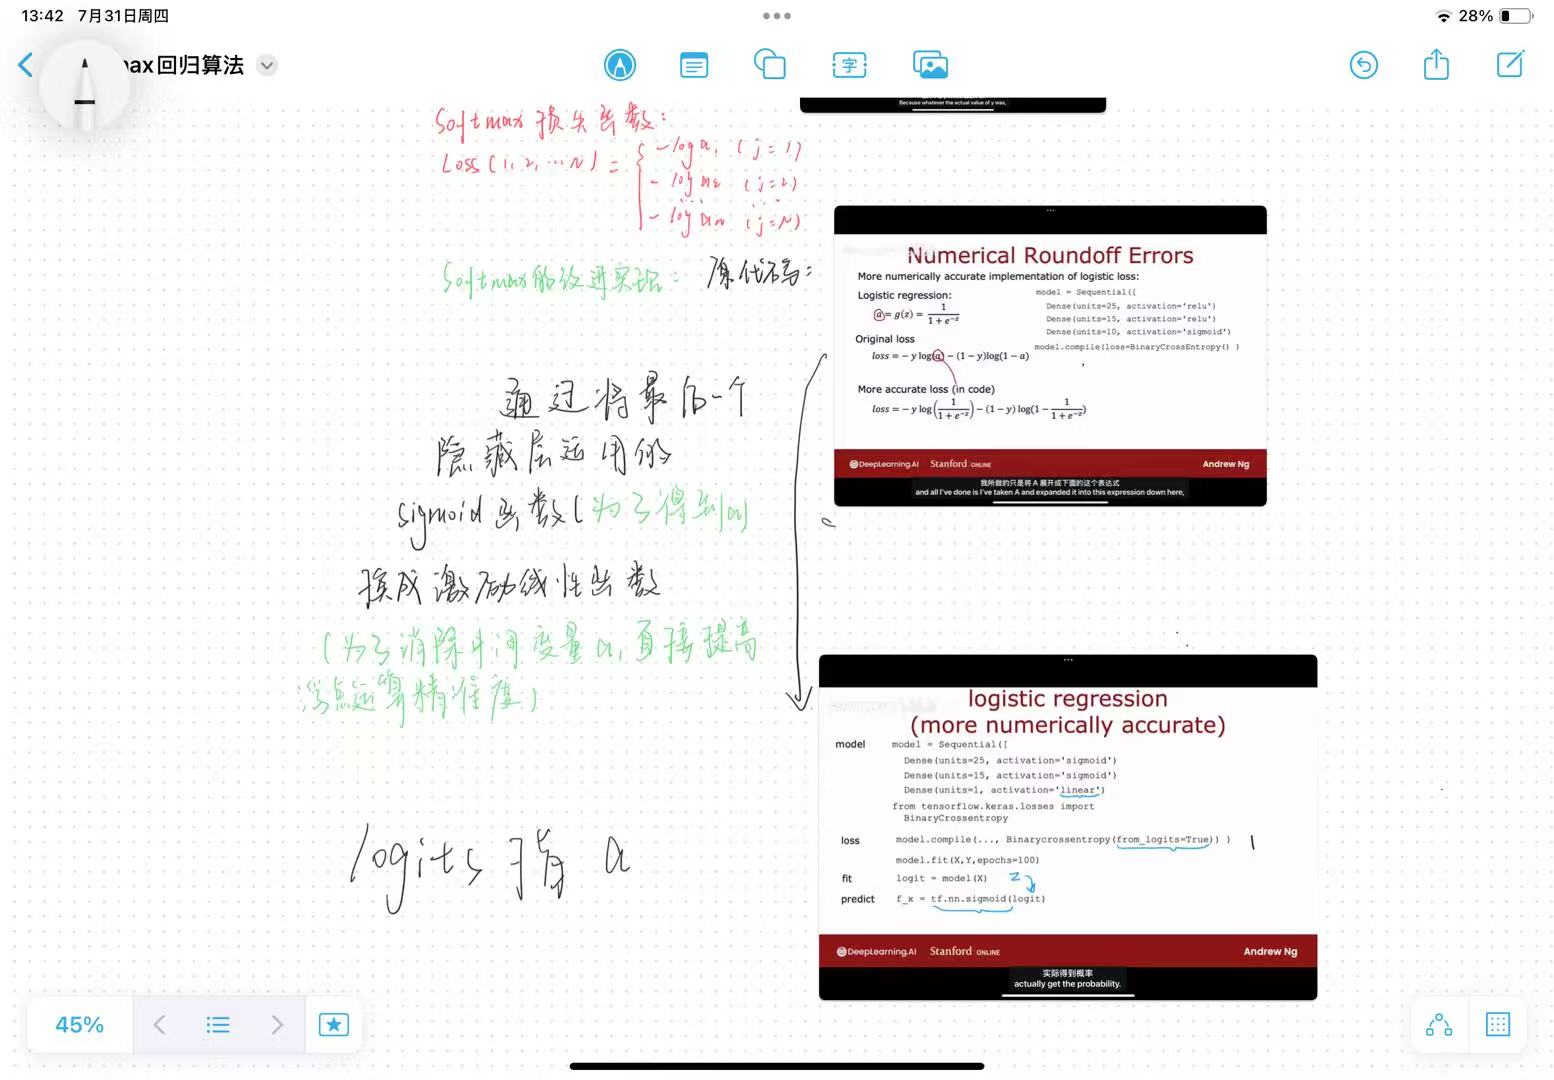 13:42 7月31日周四
28%
max回归算法
字
Because whatever the actual value of y was,
Softmax 损失函数:
Loss(1,2,…N) = { -log a₁ (j=1)
- log a₂ (j=2)
… …
- log aₙ (j=N)
Softmax的改进实现: 原代码:
Numerical Roundoff Errors
More numerically accurate implementation of logistic loss:
Logistic regression:
a = g(z) = 1/(1+e^-z)
Original loss
loss = − y log(a) − (1 − y)log(1 − a)
More accurate loss (in code)
loss = − y log(1/(1+e^-z)) − (1 − y) log(1 − 1/(1+e^-z))
model = Sequential([
Dense(units=25, activation='relu')
Dense(units=15, activation='relu')
Dense(units=10, activation='sigmoid')
model.compile(loss=BinaryCrossEntropy() )
DeepLearning.AI Stanford ONLINE Andrew Ng
我所做的只是将 A 展开成下面的这个表达式
and all I've done is I've taken A and expanded it into this expression down here,
通过将最后一个
隐藏层运用的
sigmoid函数(为了得到a)
换成激励线性函数
(为了消除中间变量a,直接提高
浮点运算精准度)
logits 指 a
logistic regression
(more numerically accurate)
model model = Sequential([
Dense(units=25, activation='sigmoid')
Dense(units=15, activation='sigmoid')
Dense(units=1, activation='linear')
from tensorflow.keras.losses import
BinaryCrossentropy
loss model.compile(..., Binarycrossentropy(from_logits=True)) )
model.fit(X,Y,epochs=100)
fit logit = model(X) z
predict f_x = tf.nn.sigmoid(logit)
DeepLearning.AI Stanford ONLINE Andrew Ng
实际得到概率
actually get the probability.
45%